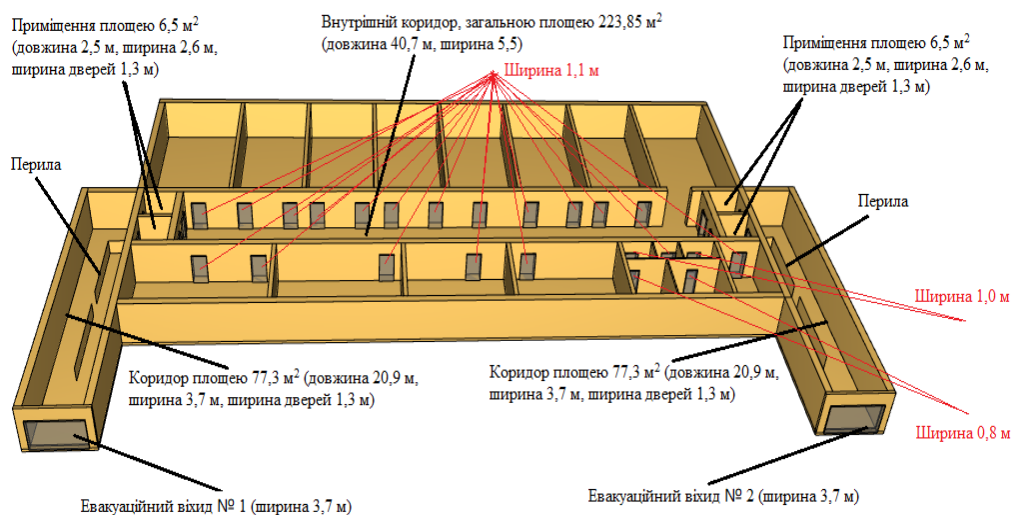 Приміщення площею 6,5 м²
(довжина 2,5 м, ширина 2,6 м,
ширина дверей 1,3 м)
Внутрішній коридор, загальною площею 223,85 м²
(довжина 40,7 м, ширина 5,5)
Ширина 1,1 м
Приміщення площею 6,5 м²
(довжина 2,5 м, ширина 2,6 м,
ширина дверей 1,3 м)
Перила
Перила
Ширина 1,0 м
Коридор площею 77,3 м² (довжина 20,9 м,
ширина 3,7 м, ширина дверей 1,3 м)
Коридор площею 77,3 м² (довжина 20,9 м,
ширина 3,7 м, ширина дверей 1,3 м)
Ширина 0,8 м
Евакуаційний віхид № 1 (ширина 3,7 м)
Евакуаційний віхид № 2 (ширина 3,7 м)